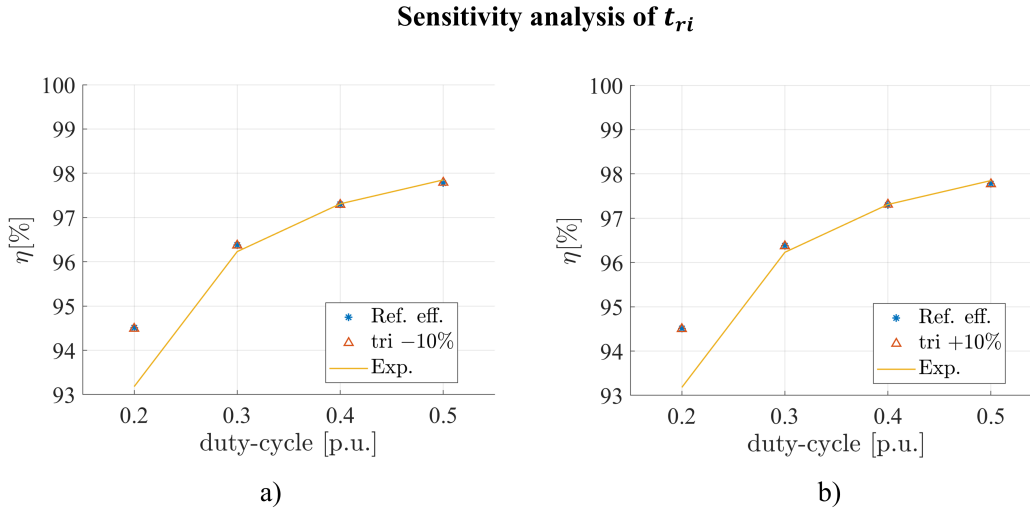 Sensitivity analysis of t_{ri}
100
99
98
97
96
95
94
93
η[%]
0.2 0.3 0.4 0.5
duty-cycle [p.u.]
Ref. eff.
tri −10%
Exp.
a)
100
99
98
97
96
95
94
93
η[%]
0.2 0.3 0.4 0.5
duty-cycle [p.u.]
Ref. eff.
tri +10%
Exp.
b)